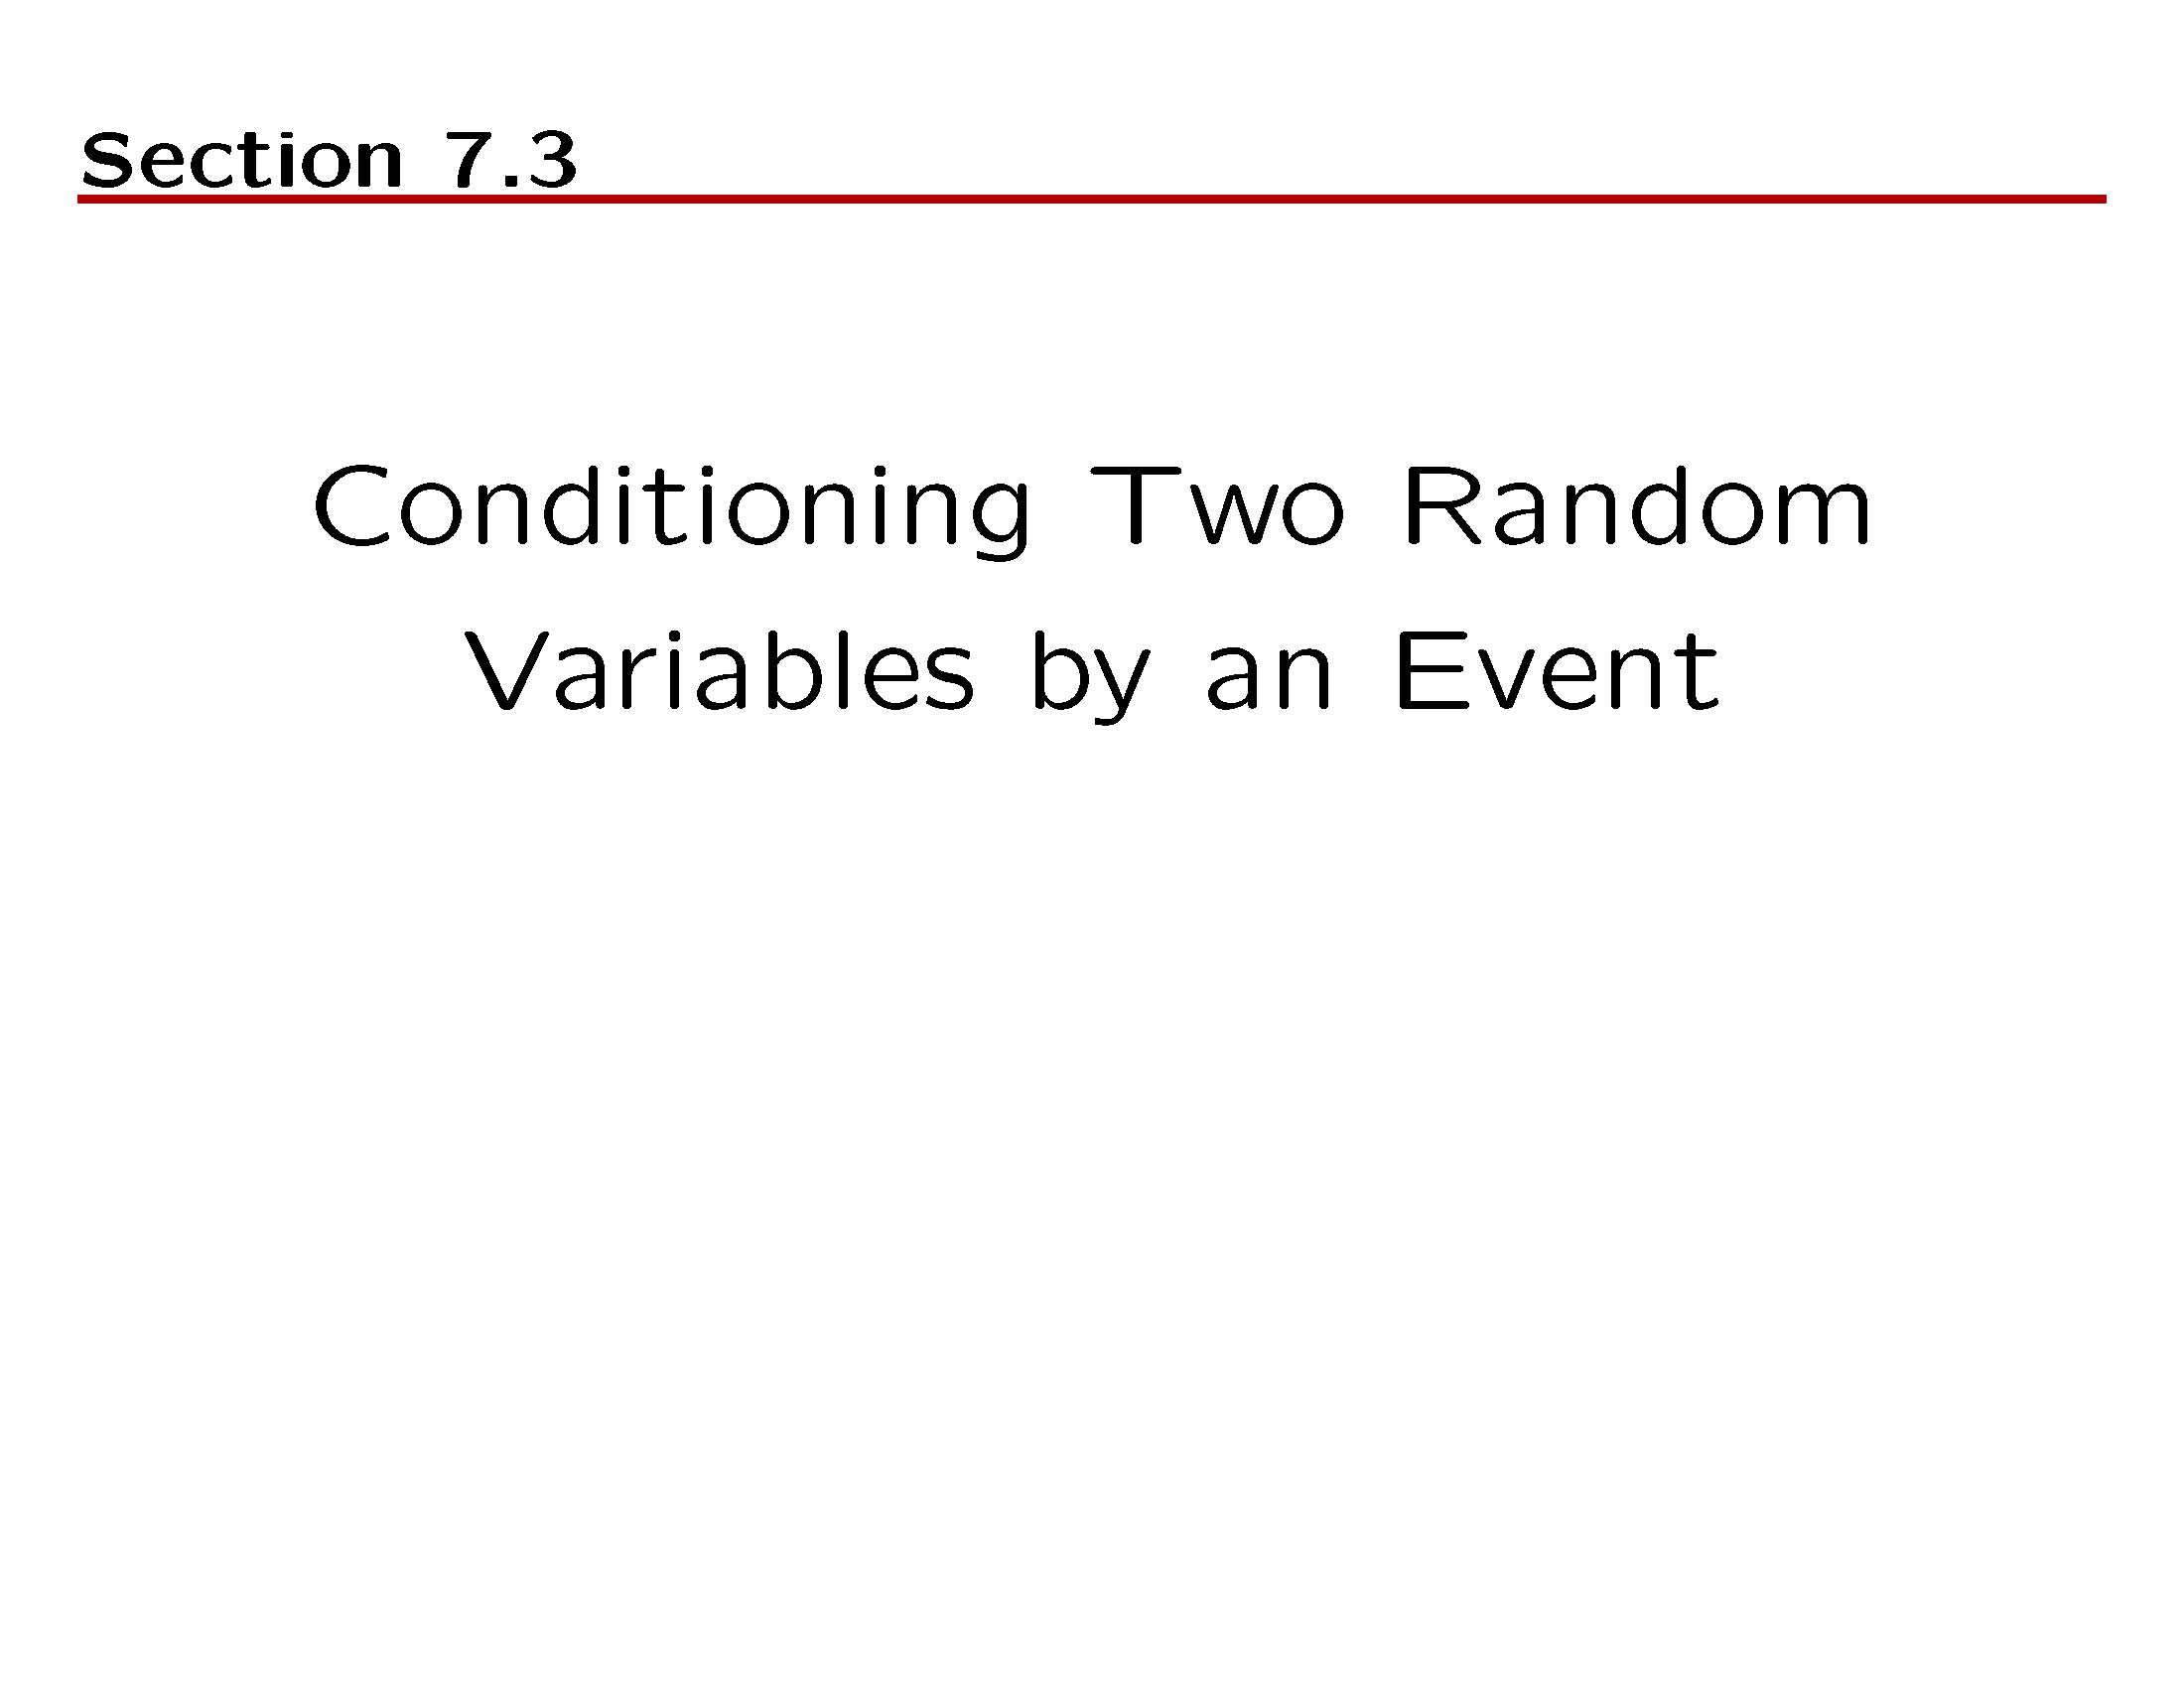 Section 7.3
Conditioning Two Random
Variables by an Event